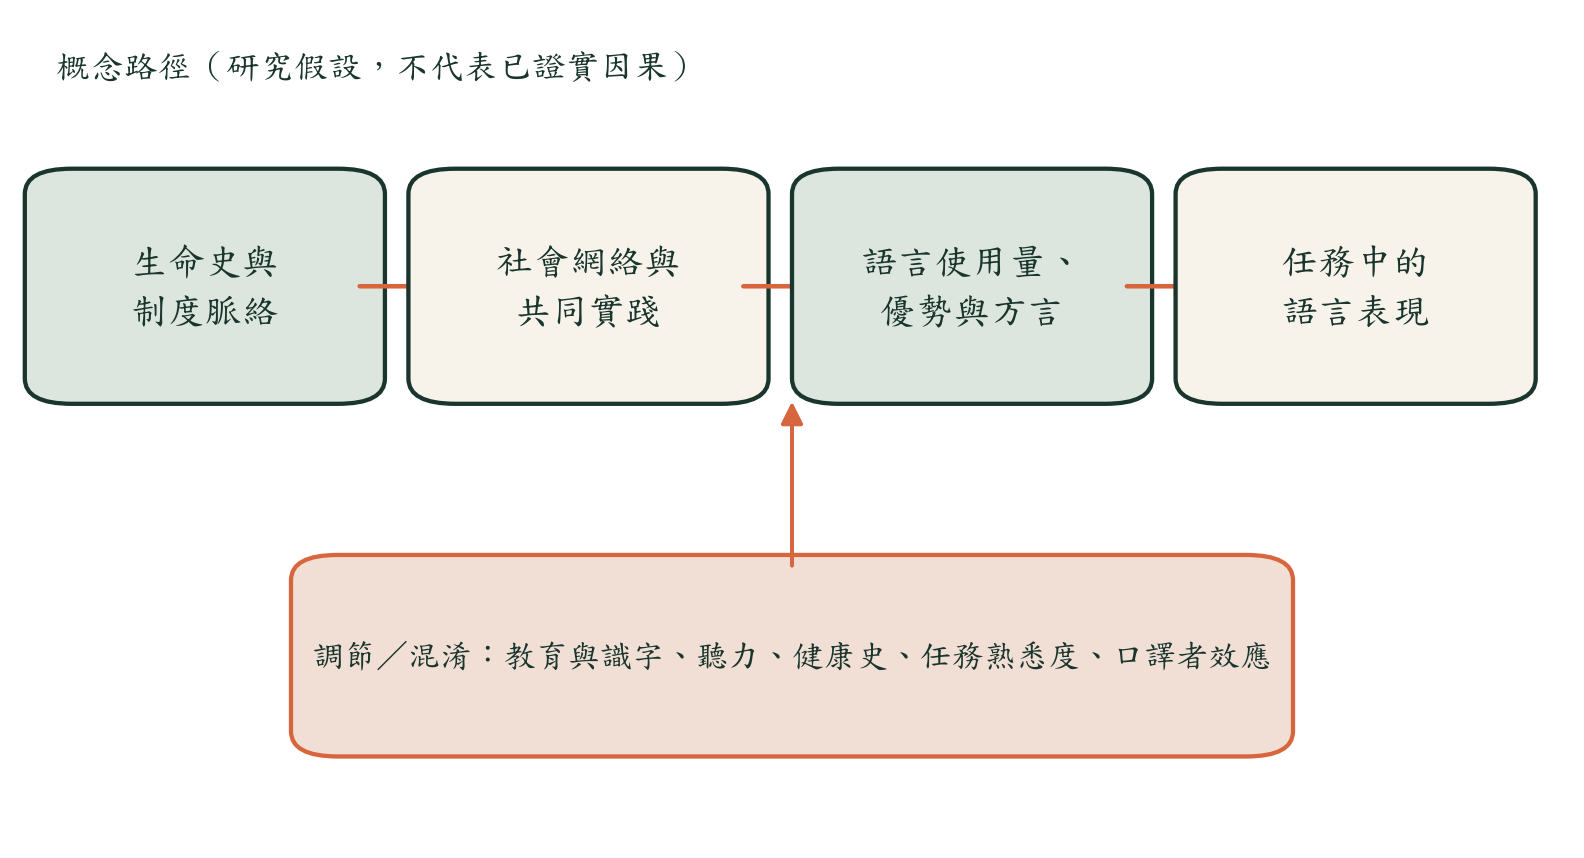 概念路徑（研究假設，不代表已證實因果）
生命史與
制度脈絡
社會網絡與
共同實踐
語言使用量、
優勢與方言
任務中的
語言表現
調節／混淆：教育與識字、聽力、健康史、任務熟悉度、口譯者效應